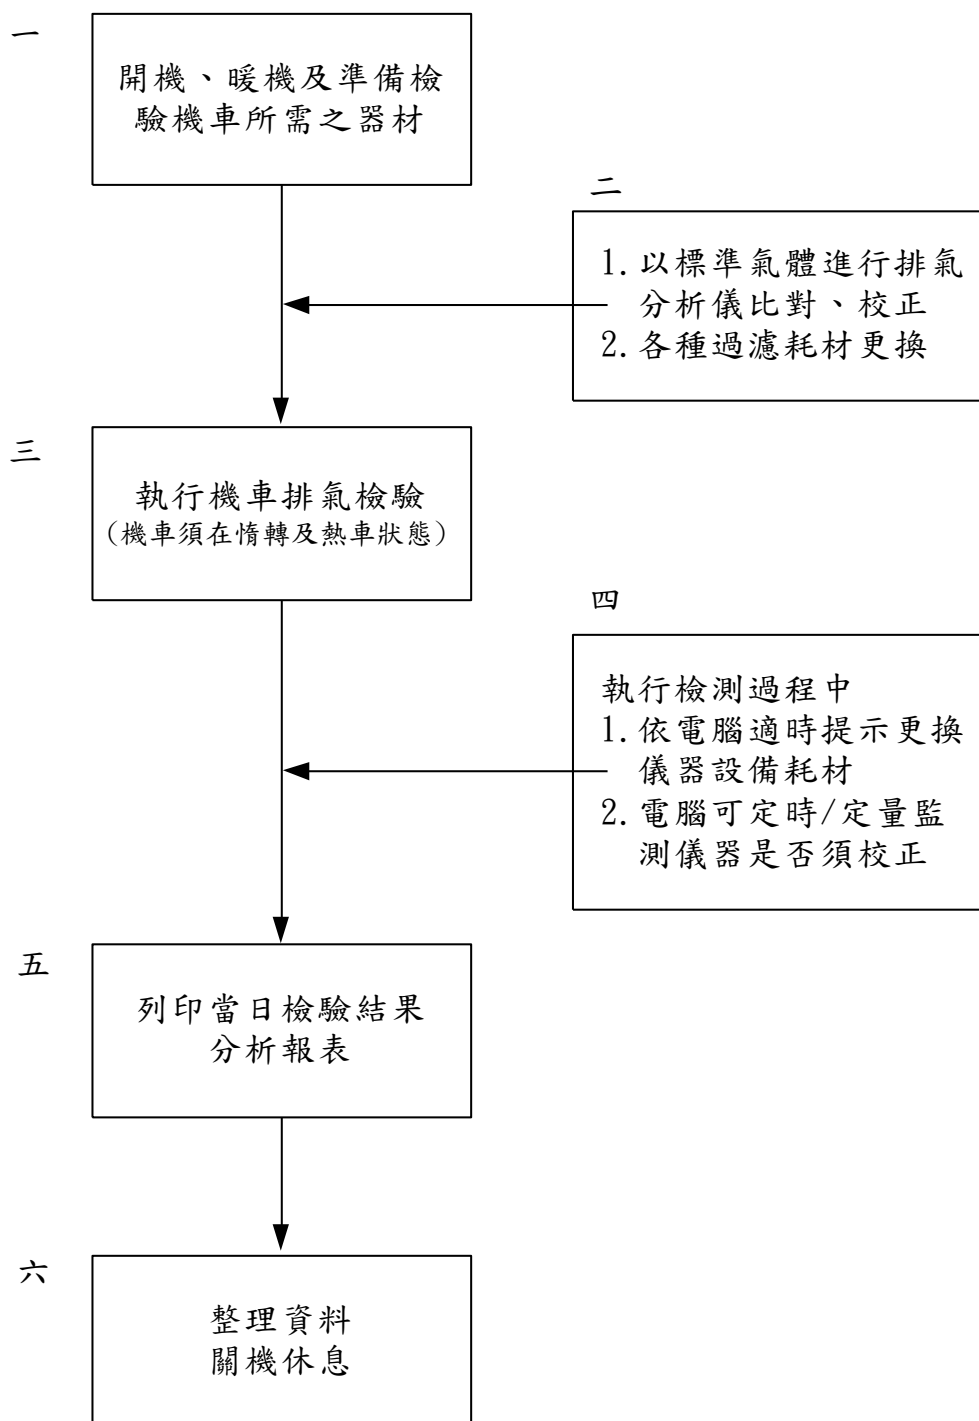 一
開機、暖機及準備檢
驗機車所需之器材
二
1.以標準氣體進行排氣
分析儀比對、校正
2.各種過濾耗材更換
三
執行機車排氣檢驗
(機車須在惰轉及熱車狀態)
四
執行檢測過程中
1.依電腦適時提示更換
儀器設備耗材
2.電腦可定時/定量監
測儀器是否須校正
五
列印當日檢驗結果
分析報表
六
整理資料
關機休息